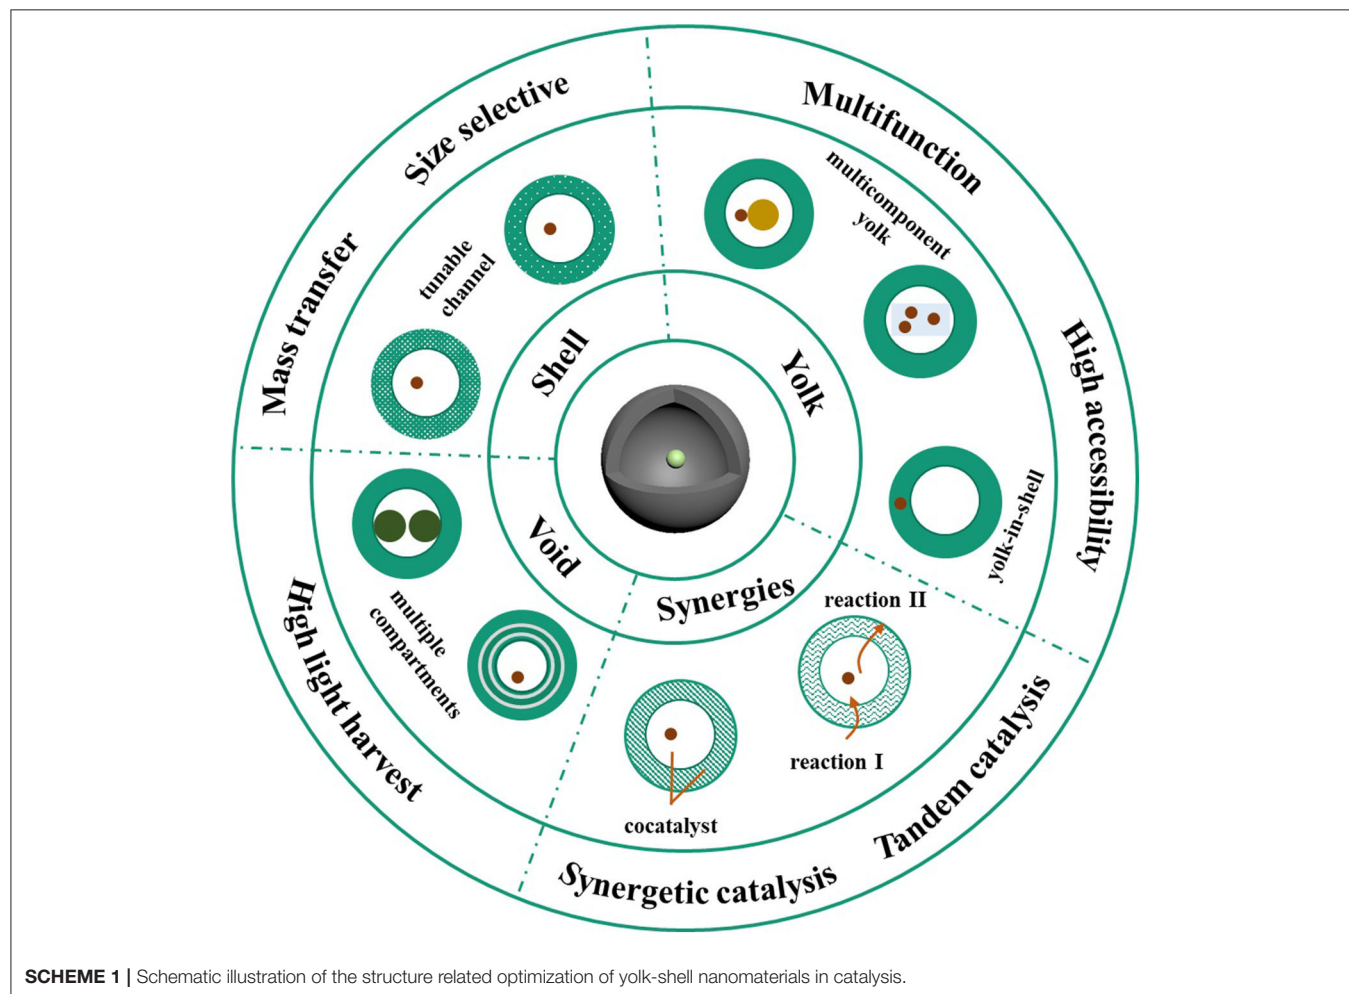 Size selective
Multifunction
multicomponent
yolk
tunable
channel
Mass transfer
High accessibility
Shell
Yolk
Void
Synergies
yolk-in-shell
reaction II
multiple
compartments
High light harvest
reaction I
cocatalyst
Tandem catalysis
Synergetic catalysis
SCHEME 1 | Schematic illustration of the structure related optimization of yolk-shell nanomaterials in catalysis.